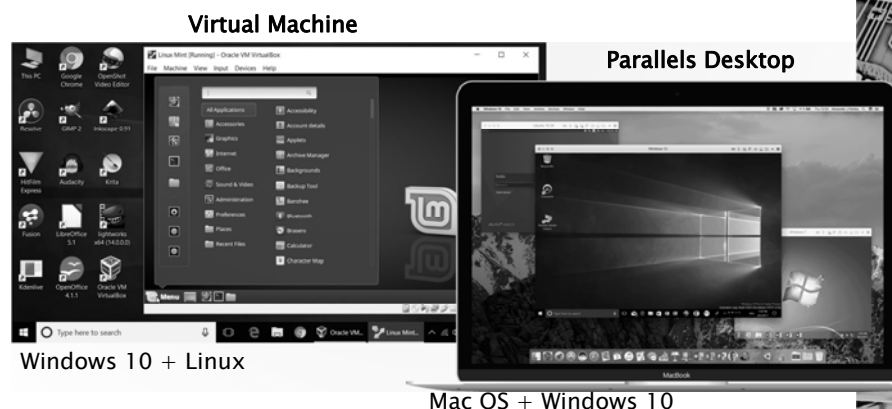 Virtual Machine
Parallels Desktop
Linux Mint [Running] - Oracle VM VirtualBox
File Machine View Input Devices Help
This PC
Google Chrome
OpenShot Video Editor
Resolve
GIMP 2
Inkscape 0.91
HitFilm Express
Audacity
Krita
Fusion
LibreOffice 5.1
lightworks x64 (14.0.0.0)
Kdenlive
OpenOffice 4.1.1
Oracle VM VirtualBox
All Applications
Accessories
Graphics
Internet
Office
Sound & Video
Administration
Preferences
Places
Recent Files
Accessibility
Account details
Applets
Archive Manager
Backgrounds
Backup Tool
Banshee
Bluetooth
Brasero
Calculator
Character Map
Menu
Type here to search
Oracle VM...
Linux Mint...
Windows 10 + Linux
MacBook
Mac OS + Windows 10